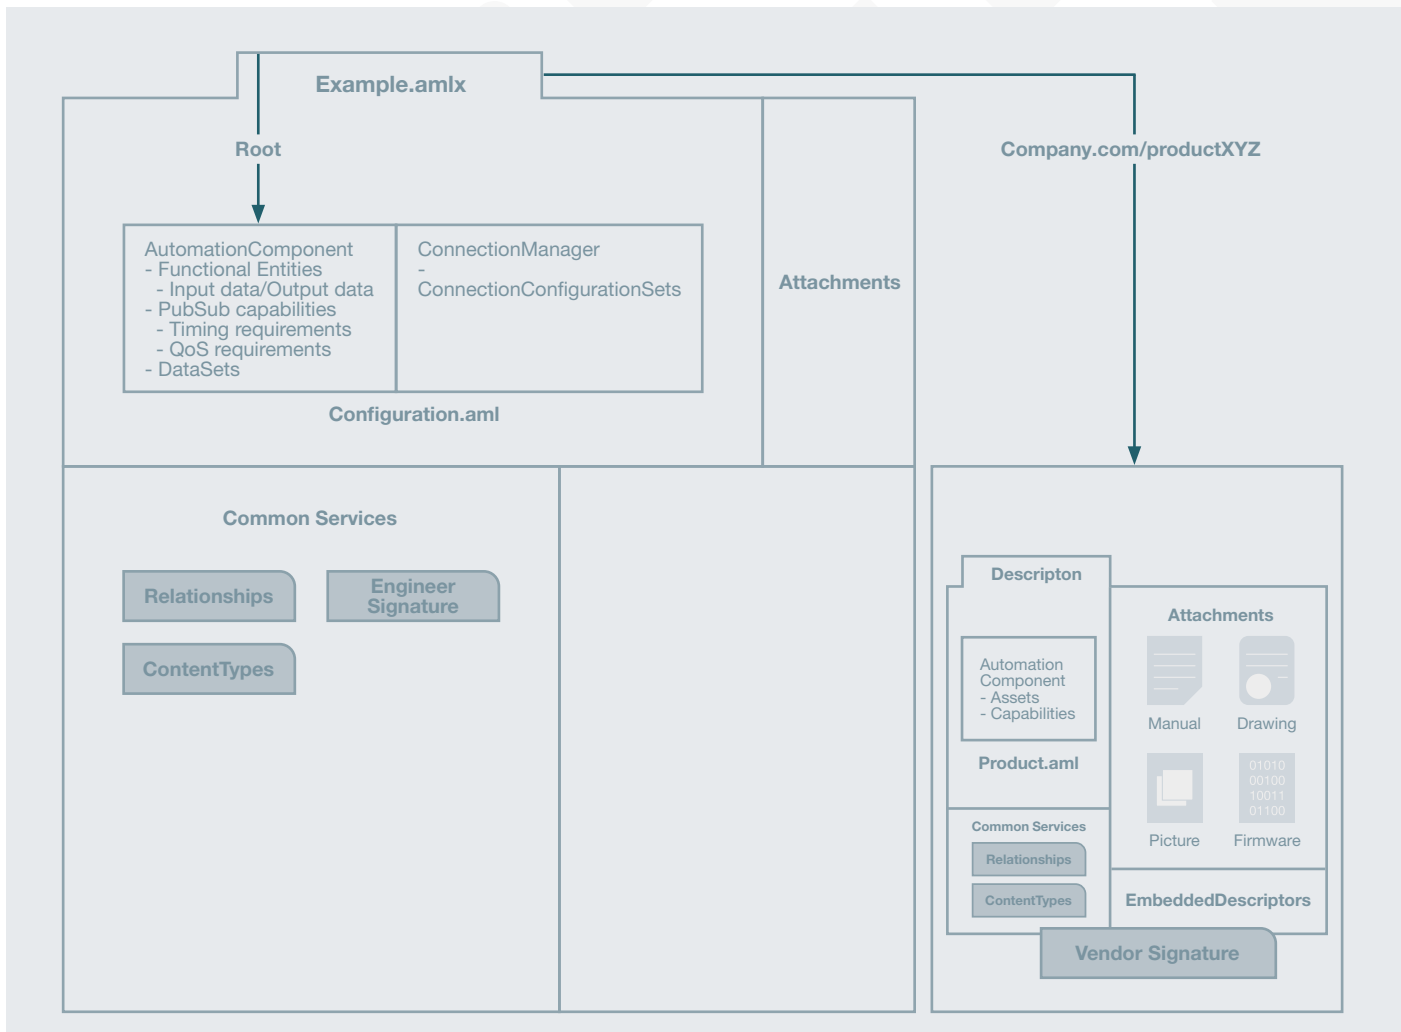 Example.amlx
Root
Company.com/productXYZ
AutomationComponent
- Functional Entities
- Input data/Output data
- PubSub capabilities
- Timing requirements
- QoS requirements
- DataSets
ConnectionManager
-
ConnectionConfigurationSets
Attachments
Configuration.aml
Common Services
Relationships
Engineer
Signature
ContentTypes
Descripton
Attachments
Automation
Component
- Assets
- Capabilities
Manual
Drawing
Product.aml
01010
00100
10011
01100
Picture
Firmware
Common Services
Relationships
ContentTypes
EmbeddedDescriptors
Vendor Signature